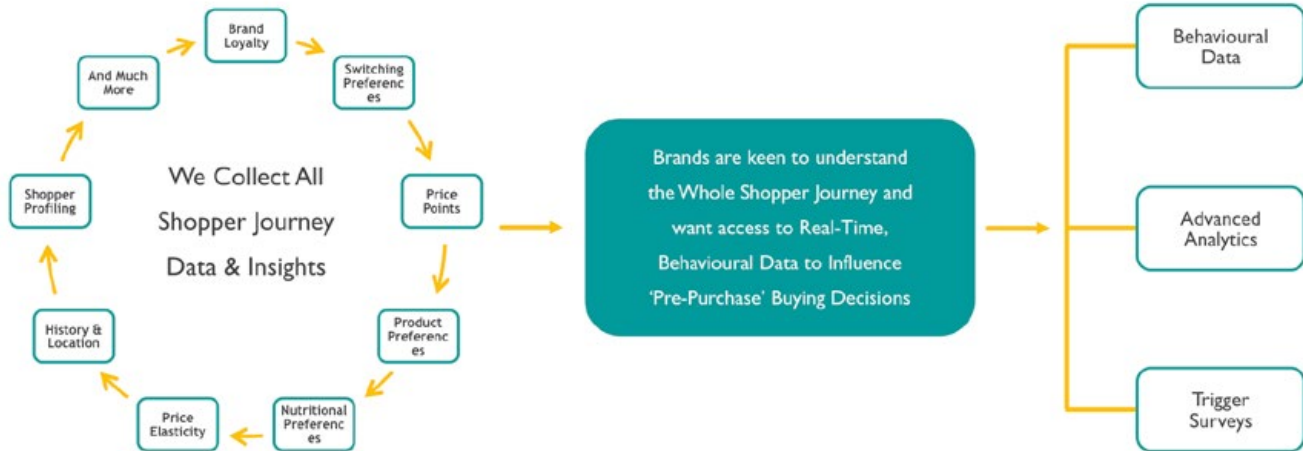 Brand
Loyalty
Switching
Preferenc
es
Price
Points
Product
Preferenc
es
Nutritional
Preferenc
es
Price
Elasticity
History &
Location
Shopper
Profiling
And Much
More
We Collect All
Shopper Journey
Data & Insights
Brands are keen to understand
the Whole Shopper Journey and
want access to Real-Time,
Behavioural Data to Influence
‘Pre-Purchase’ Buying Decisions
Behavioural
Data
Advanced
Analytics
Trigger
Surveys